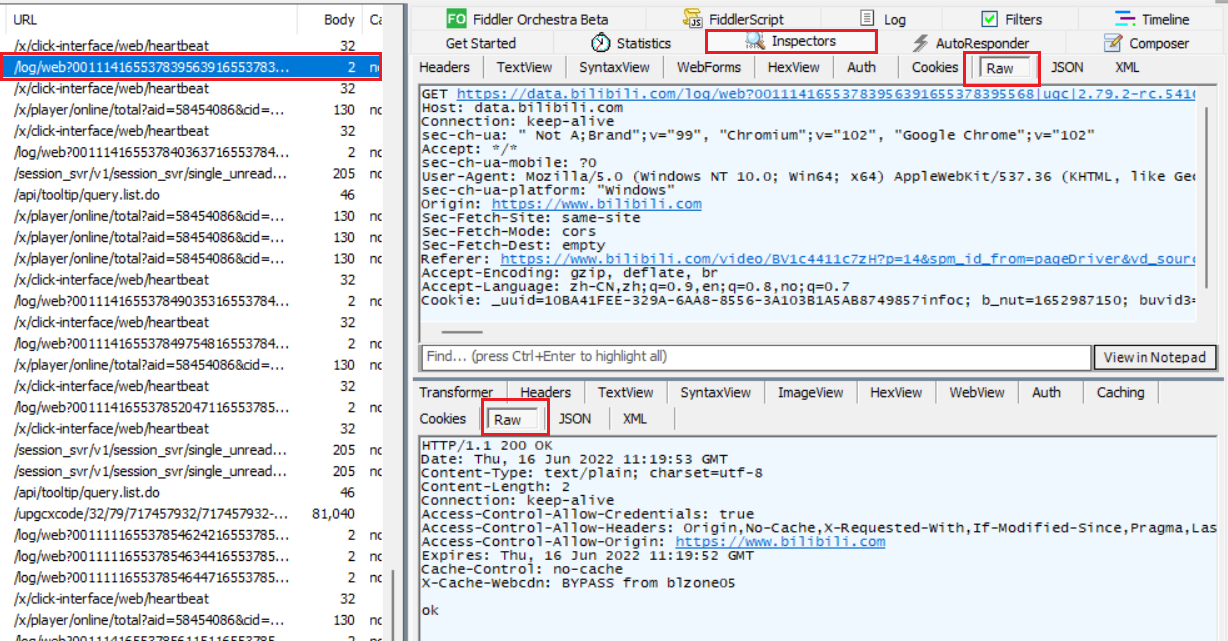 URL Body Ca
/x/click-interface/web/heartbeat 32
/log/web?001114165537839563916553783... 2 no
/x/click-interface/web/heartbeat 32
/x/player/online/total?aid=58454086&cid=... 130 nc
/x/click-interface/web/heartbeat 32
/log/web?001114165537840363716553784... 2 nc
/session_svr/v1/session_svr/single_unread... 205 nc
/api/tooltip/query.list.do 46
/x/player/online/total?aid=58454086&cid=... 130 nc
/x/player/online/total?aid=58454086&cid=... 130 nc
/x/player/online/total?aid=58454086&cid=... 130 nc
/x/click-interface/web/heartbeat 32
/log/web?001111165537849035316553784... 2 nc
/x/click-interface/web/heartbeat 32
/log/web?001114165537849754816553784... 2 nc
/x/player/online/total?aid=58454086&cid=... 130 nc
/x/click-interface/web/heartbeat 32
/log/web?001114165537852047116553785... 2 nc
/x/click-interface/web/heartbeat 32
/session_svr/v1/session_svr/single_unread... 205 nc
/session_svr/v1/session_svr/single_unread... 205 nc
/api/tooltip/query.list.do 46
/upgcxcode/32/79/717457932/717457932-... 81,040
/log/web?001111165537854624216553785... 2 nc
/log/web?001111165537854634416553785... 2 nc
/log/web?001111165537854644716553785... 2 nc
/x/click-interface/web/heartbeat 32
/x/player/online/total?aid=58454086&cid=... 130 nc
/log/web?001114165537856115116553785... 2 nc
FO Fiddler Orchestra Beta JS FiddlerScript Log Filters Timeline
Get Started Statistics Inspectors AutoResponder Composer
Headers TextView SyntaxView WebForms HexView Auth Cookies Raw JSON XML
GET https://data.bilibili.com/log/web?00111416553783956391655378395568|ugc|2.79.2-rc.5410
Host: data.bilibili.com
Connection: keep-alive
sec-ch-ua: " Not A;Brand";v="99", "Chromium";v="102", "Google Chrome";v="102"
Accept: */*
sec-ch-ua-mobile: ?0
User-Agent: Mozilla/5.0 (Windows NT 10.0; Win64; x64) AppleWebKit/537.36 (KHTML, like Gec
sec-ch-ua-platform: "Windows"
Origin: https://www.bilibili.com
Sec-Fetch-Site: same-site
Sec-Fetch-Mode: cors
Sec-Fetch-Dest: empty
Referer: https://www.bilibili.com/video/BV1c4411c7zH?p=14&spm_id_from=pageDriver&vd_sourc
Accept-Encoding: gzip, deflate, br
Accept-Language: zh-CN,zh;q=0.9,en;q=0.8,no;q=0.7
Cookie: _uuid=10BA41FEE-329A-6AA8-8556-3A103B1A5AB8749857infoc; b_nut=1652987150; buvid3=
Find... (press Ctrl+Enter to highlight all) View in Notepad
Transformer Headers TextView SyntaxView ImageView HexView WebView Auth Caching
Cookies Raw JSON XML
HTTP/1.1 200 OK
Date: Thu, 16 Jun 2022 11:19:53 GMT
Content-Type: text/plain; charset=utf-8
Content-Length: 2
Connection: keep-alive
Access-Control-Allow-Credentials: true
Access-Control-Allow-Headers: Origin,No-Cache,X-Requested-With,If-Modified-Since,Pragma,Las
Access-Control-Allow-Origin: https://www.bilibili.com
Expires: Thu, 16 Jun 2022 11:19:52 GMT
Cache-Control: no-cache
X-Cache-Webcdn: BYPASS from blzone05
ok